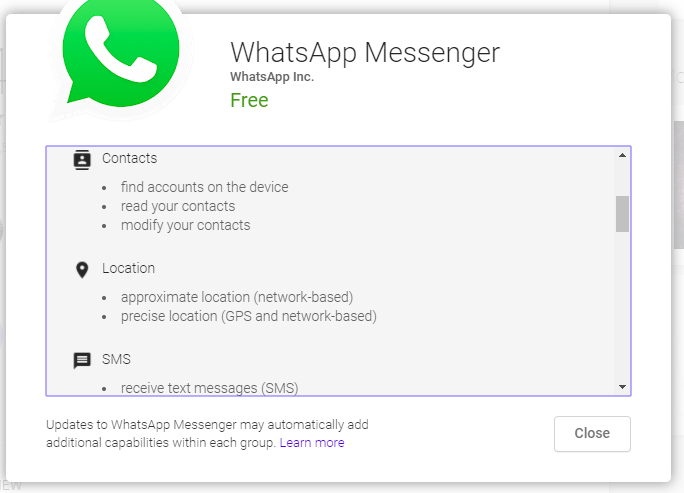 WhatsApp Messenger
WhatsApp Inc.
Free
Contacts
find accounts on the device
read your contacts
modify your contacts
Location
approximate location (network-based)
precise location (GPS and network-based)
SMS
receive text messages (SMS)
Updates to WhatsApp Messenger may automatically add
additional capabilities within each group. Learn more
Close